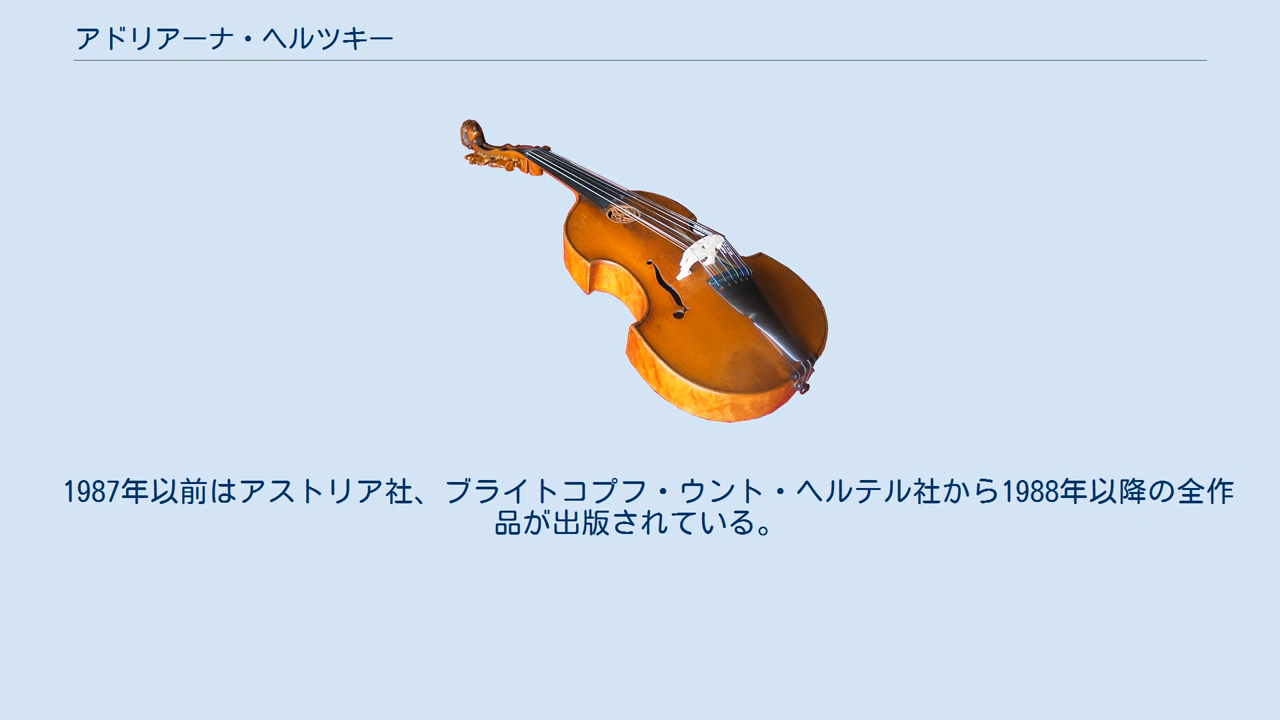 アドリアーナ・ヘルツキー
1987年以前はアストリア社、ブライトコプフ・ウント・ヘルテル社から1988年以降の全作
品が出版されている。